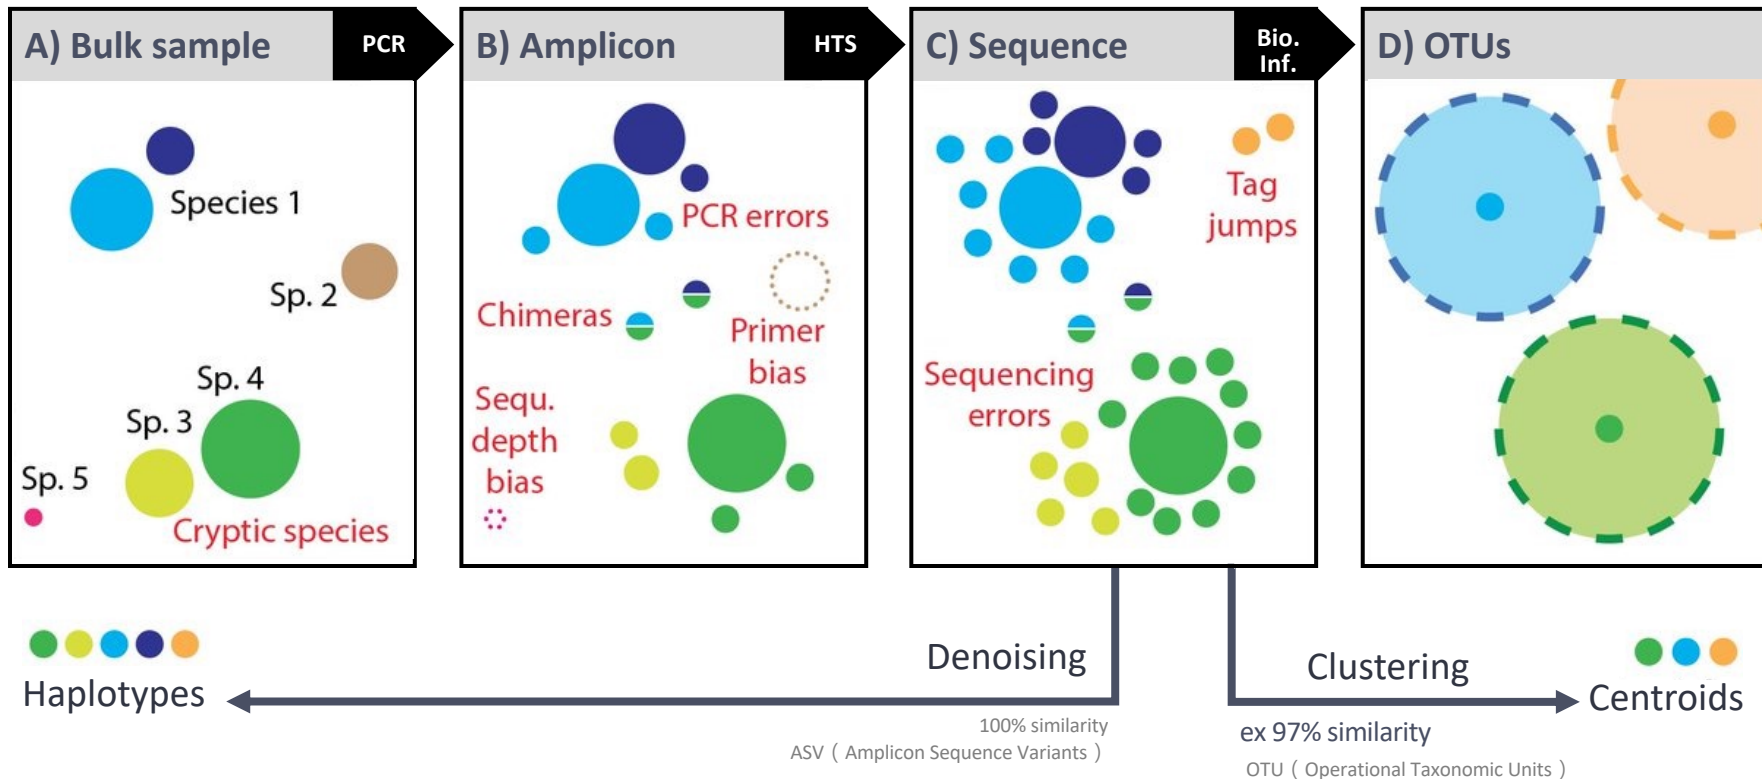 A) Bulk sample
PCR
B) Amplicon
HTS
C) Sequence
Bio.
Inf.
D) OTUs
Species 1
Sp. 2
Sp. 4
Sp. 3
Sp. 5
Cryptic species
PCR errors
Chimeras
Primer
bias
Sequ.
depth
bias
Tag
jumps
Sequencing
errors
Haplotypes
Denoising
100% similarity
ASV ( Amplicon Sequence Variants )
Clustering
ex 97% similarity
OTU ( Operational Taxonomic Units )
Centroids